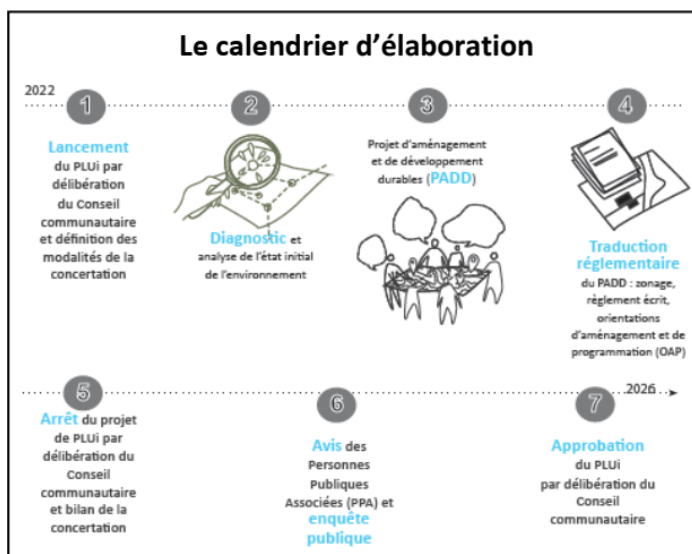 Le calendrier d'élaboration
2022
1
Lancement
du PLUi par
délibération
du Conseil
communautaire
et définition des
modalités de la
concertation
2
Diagnostic et
analyse de l'état initial
de l'environnement
3
Projet d'aménagement
et de développement
durables (PADD)
4
Traduction
réglementaire
du PADD : zonage,
règlement écrit,
orientations
d'aménagement et de
programmation (OAP)
5
Arrêt du projet
de PLUi par
délibération du
Conseil
communautaire
et bilan de la
concertation
6
Avis des
Personnes
Publiques
Associées (PPA) et
enquête
publique
2026
7
Approbation
du PLUi
par délibération du
Conseil
communautaire